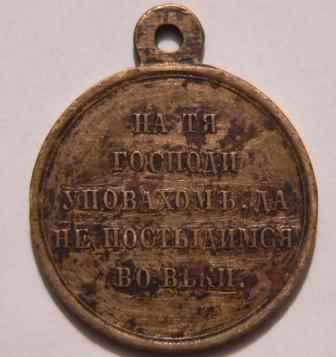 НА ТЯ
ГОСПОДИ
УПОВАХОМЪ, ДА
НЕ ПОСТЫДИМСЯ
ВО ВѢКИ.